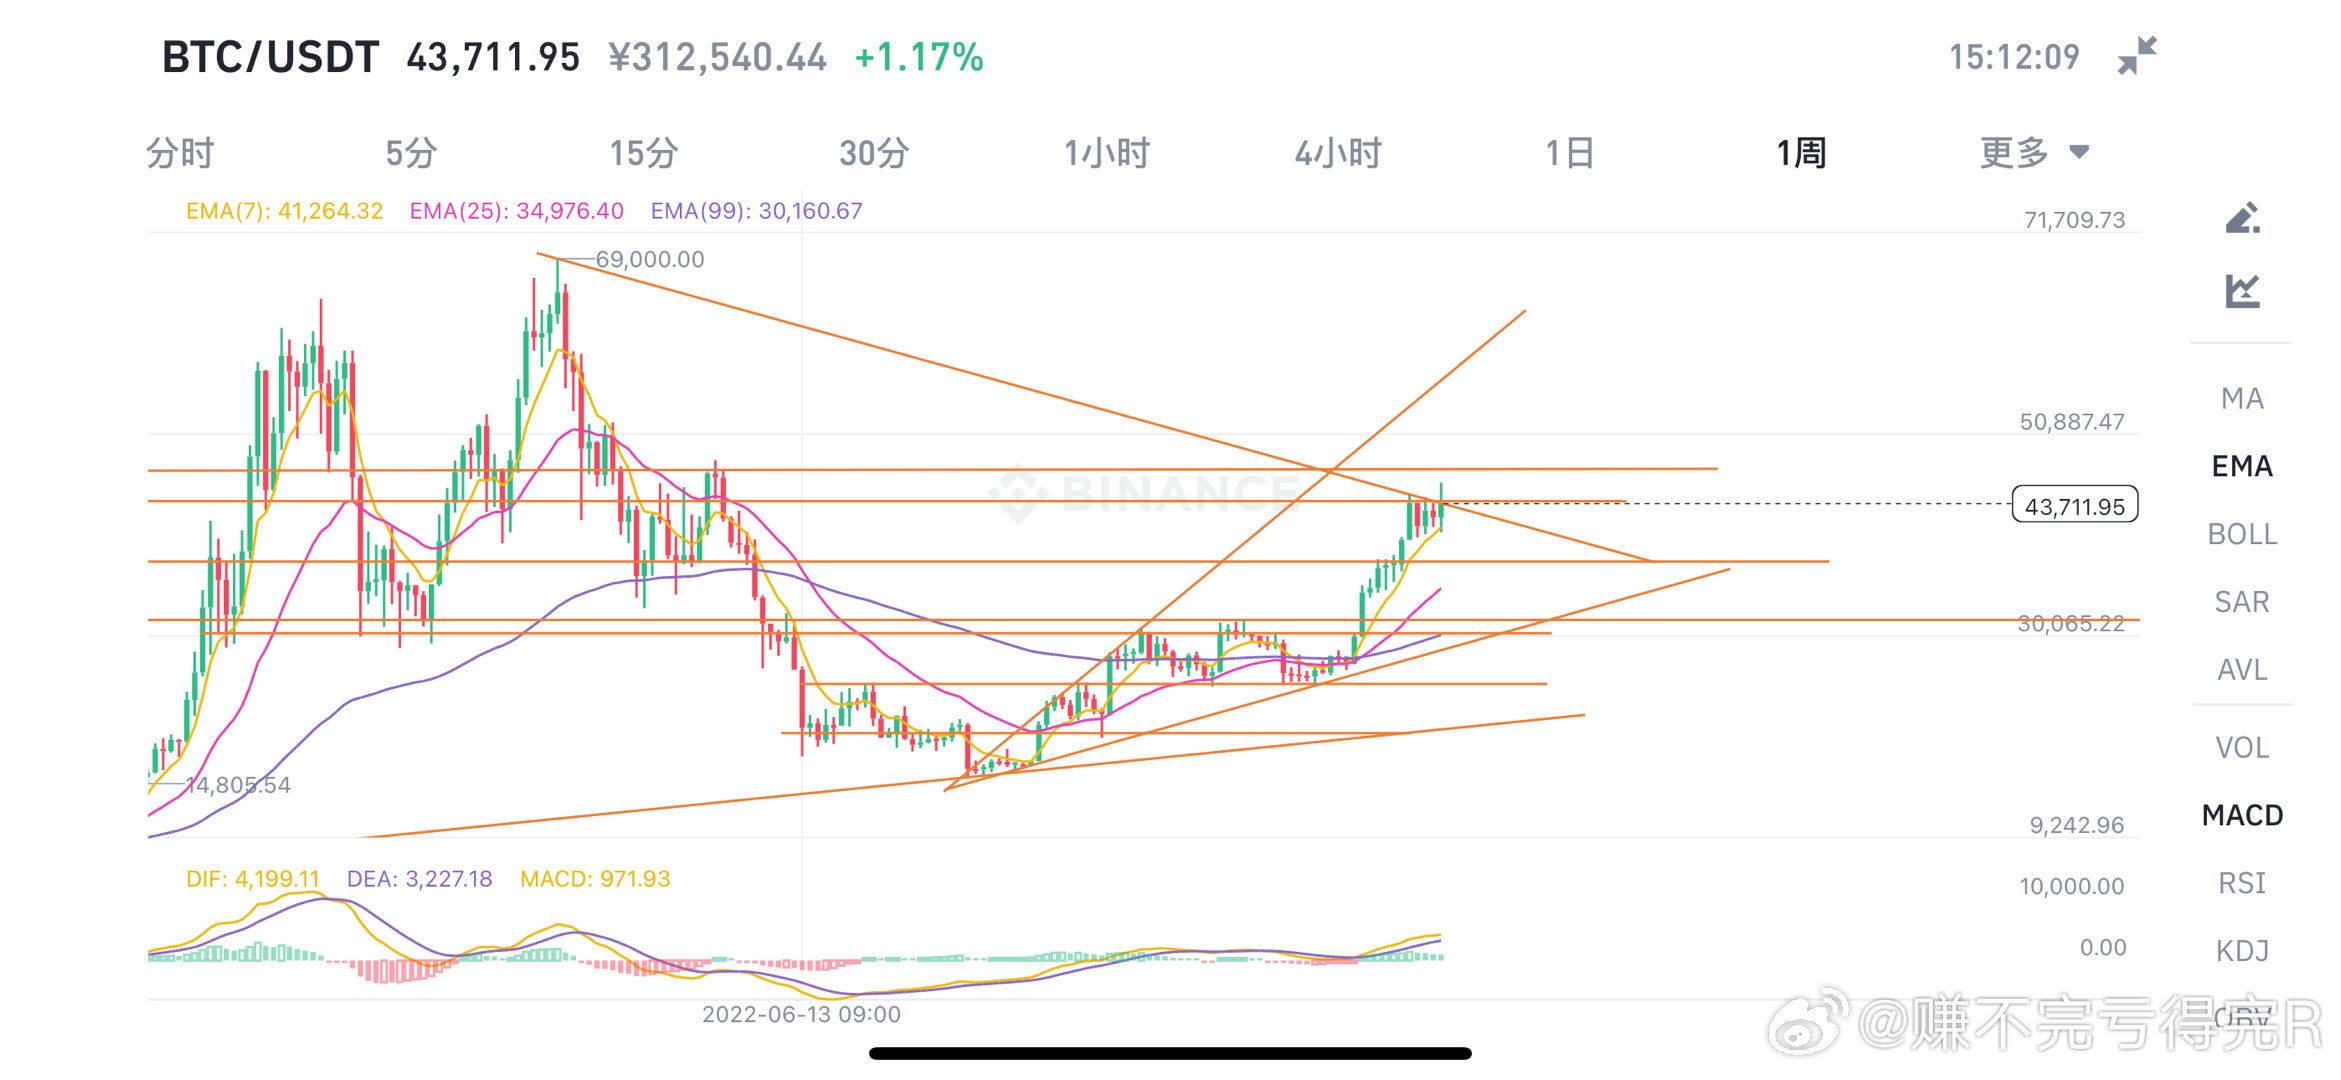 BTC/USDT 43,711.95 ¥312,540.44 +1.17% 15:12:09
分时 5分 15分 30分 1小时 4小时 1日 1周 更多
EMA(7): 41,264.32 EMA(25): 34,976.40 EMA(99): 30,160.67
71,709.73
69,000.00
MA
50,887.47
EMA
BINANCE
43,711.95
BOLL
SAR
30,065.22
AVL
VOL
14,805.54
MACD
9,242.96
DIF: 4,199.11 DEA: 3,227.18 MACD: 971.93
10,000.00
RSI
0.00
KDJ
2022-06-13 09:00
OBV
@赚不完亏得完R